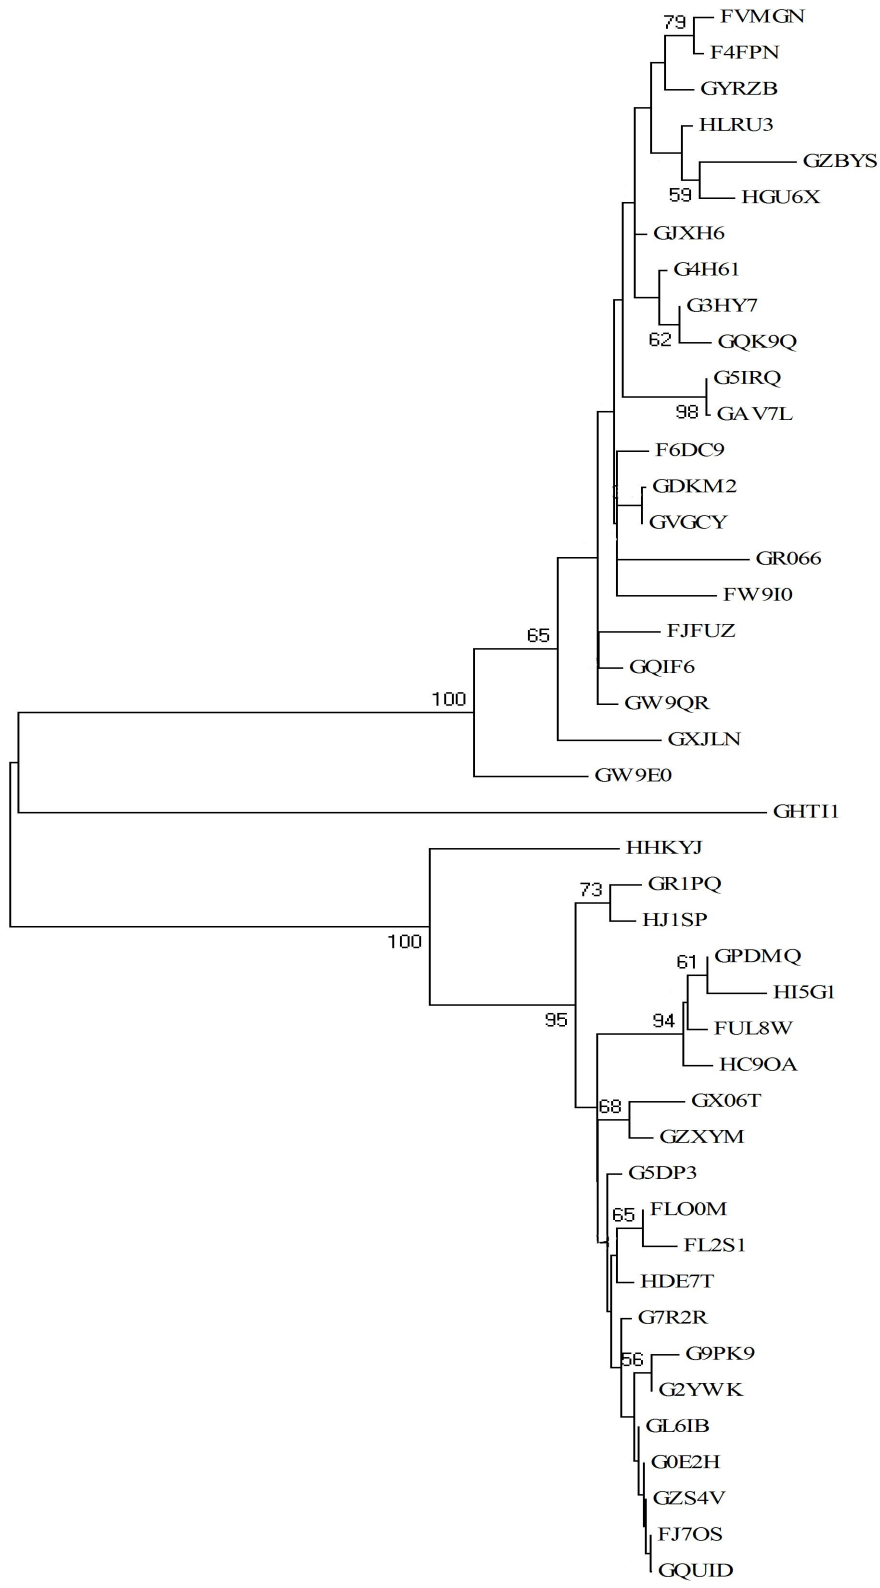 79 FVMGN
F4FPN
GYRZB
HLRU3
GZBYS
59 HGU6X
GJXH6
G4H61
G3HY7
62 GQK9Q
G5IRQ
98 GAV7L
F6DC9
GDKM2
GVGCY
GR066
FW9I0
65 FJFUZ
GQIF6
100 GW9QR
GXJLN
GW9E0
GHTI1
HHKYJ
73 GR1PQ
HJ1SP
100
61 GPDMQ
HI5G1
95 94 FUL8W
HC9OA
68 GX06T
GZXYM
G5DP3
65 FLO0M
FL2S1
HDE7T
G7R2R
56 G9PK9
G2YWK
GL6IB
G0E2H
GZS4V
FJ7OS
GQUID